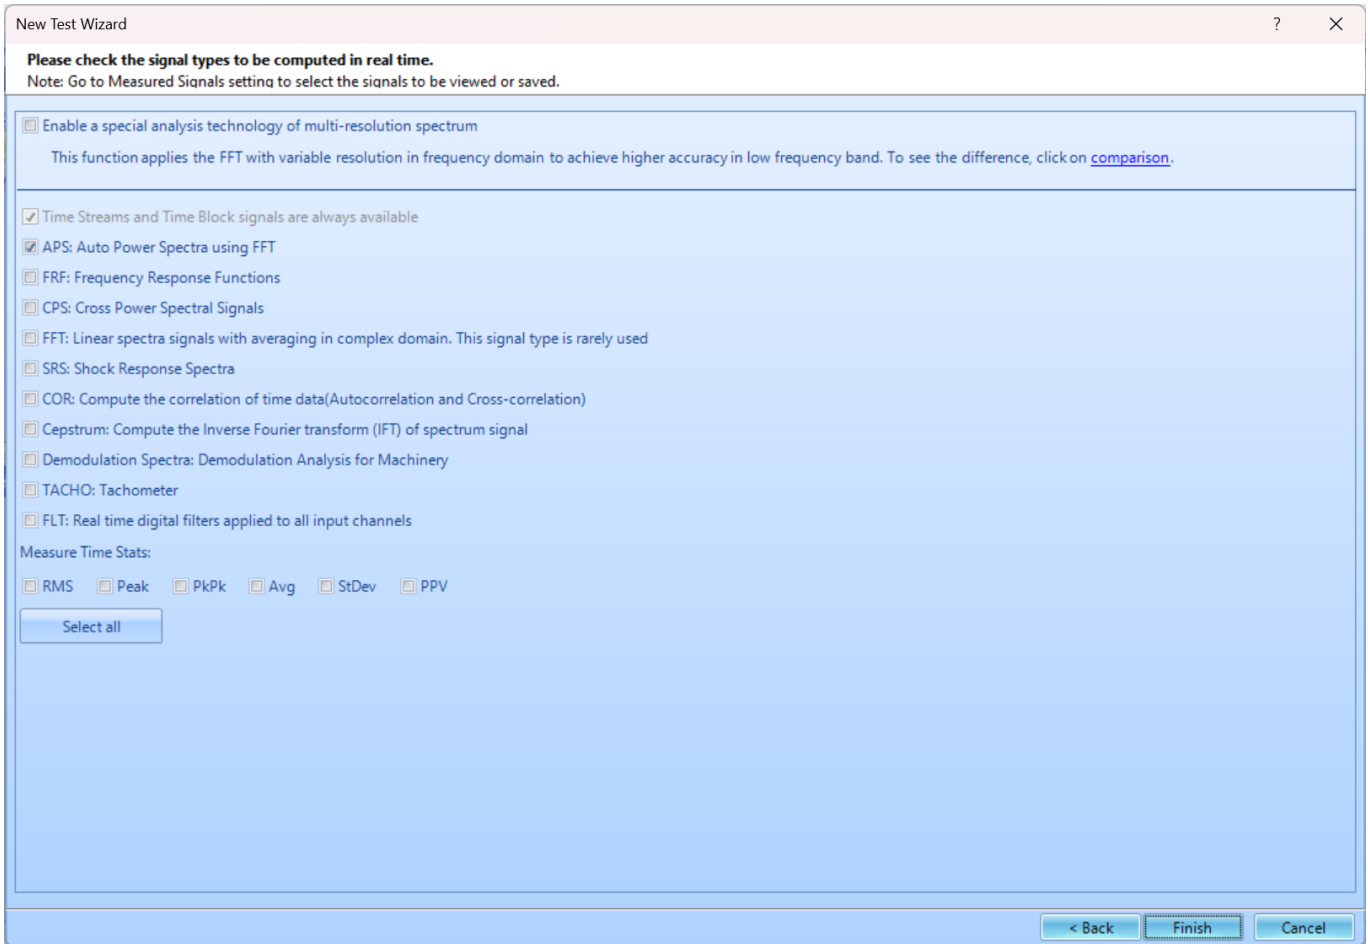 New Test Wizard
?
Please check the signal types to be computed in real time.
Note: Go to Measured Signals setting to select the signals to be viewed or saved.
Enable a special analysis technology of multi-resolution spectrum
This function applies the FFT with variable resolution in frequency domain to achieve higher accuracy in low frequency band. To see the difference, click on comparison.
Time Streams and Time Block signals are always available
APS: Auto Power Spectra using FFT
FRF: Frequency Response Functions
CPS: Cross Power Spectral Signals
FFT: Linear spectra signals with averaging in complex domain. This signal type is rarely used
SRS: Shock Response Spectra
COR: Compute the correlation of time data(Autocorrelation and Cross-correlation)
Cepstrum: Compute the Inverse Fourier transform (IFT) of spectrum signal
Demodulation Spectra: Demodulation Analysis for Machinery
TACHO: Tachometer
FLT: Real time digital filters applied to all input channels
Measure Time Stats:
RMS Peak PkPk Avg StDev PPV
Select all
< Back Finish Cancel